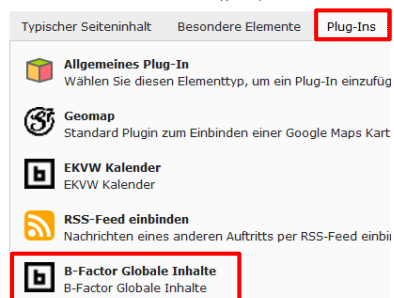 Typischer Seiteninhalt Besondere Elemente Plug-Ins
Allgemeines Plug-In
Wählen Sie diesen Elementtyp, um ein Plug-In einzufüg
Geomap
Standard Plugin zum Einbinden einer Google Maps Kart
EKVW Kalender
EKVW Kalender
RSS-Feed einbinden
Nachrichten eines anderen Auftritts per RSS-Feed einbi
B-Factor Globale Inhalte
B-Factor Globale Inhalte